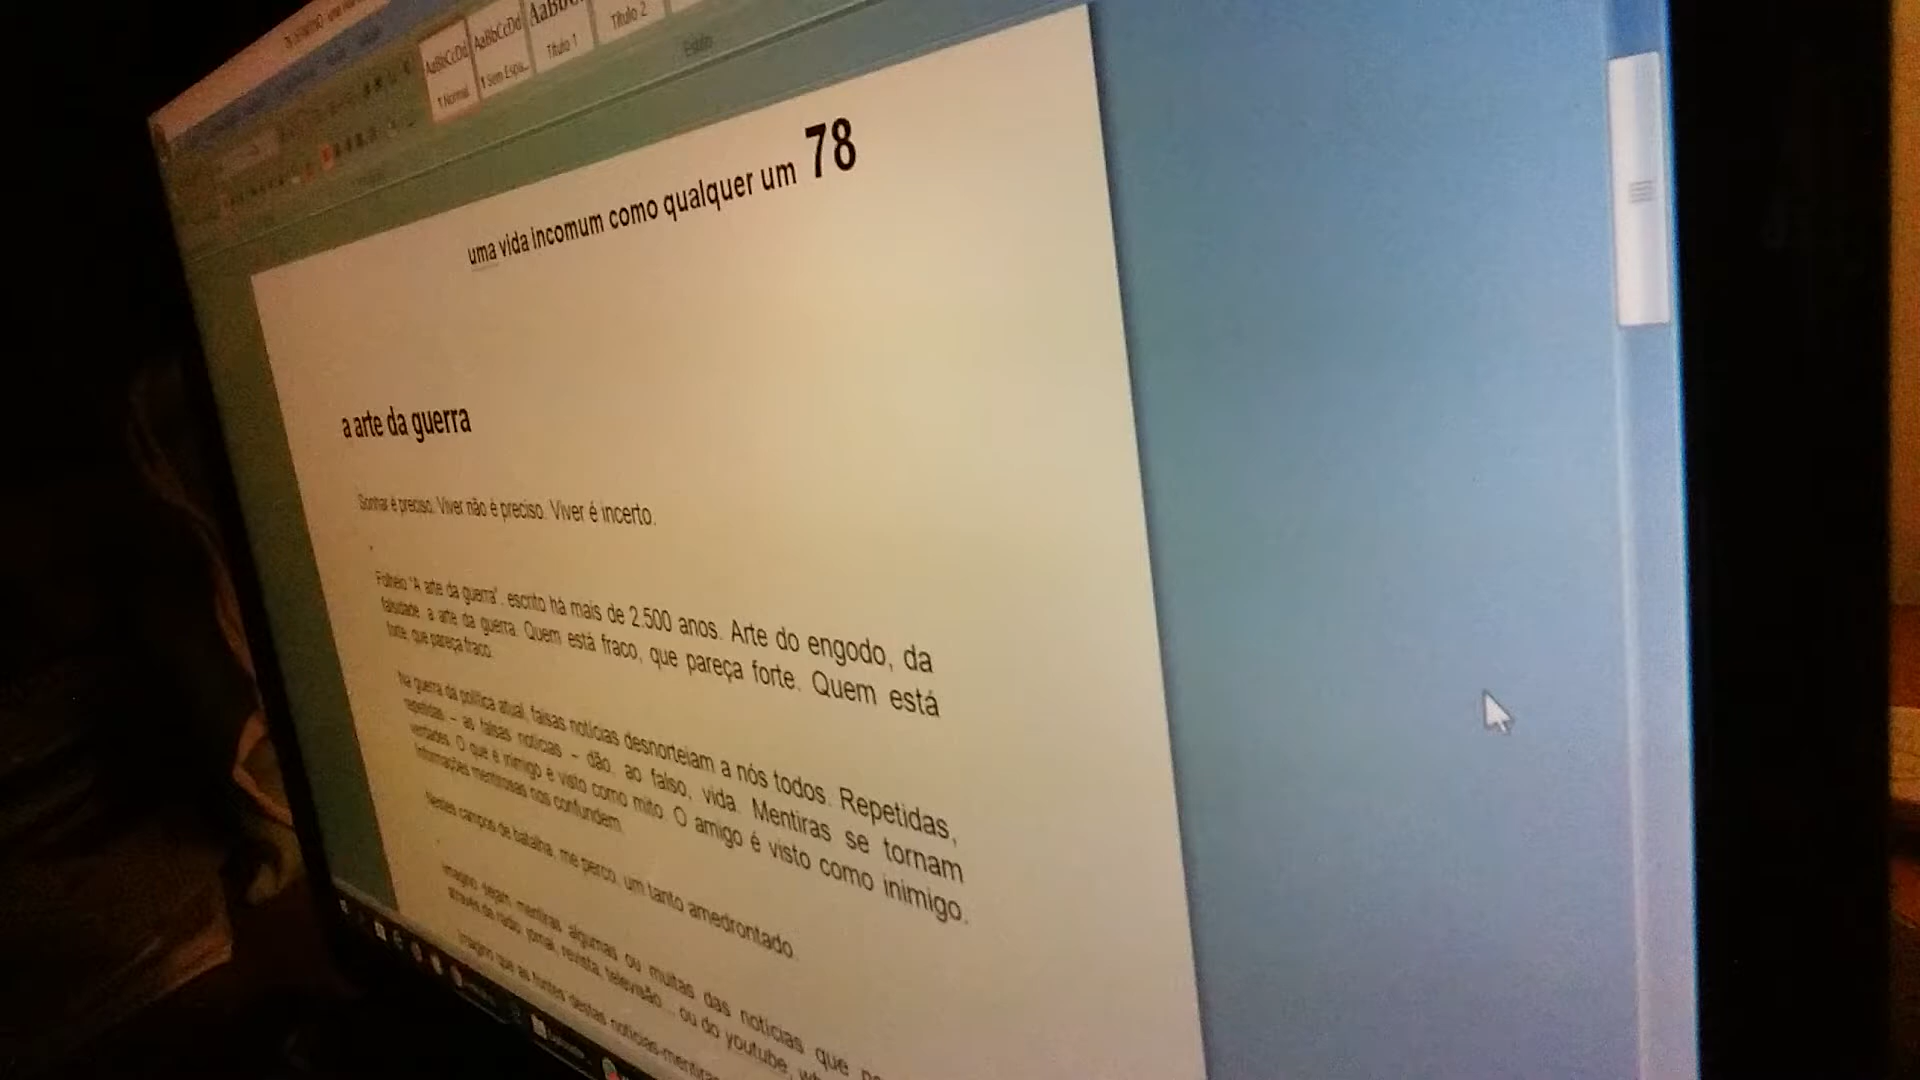 AaBbCcDd AaBbCcDd
¶ Normal ¶ Sem Espa... Título 1 Título 2
Estilo
uma vida incomum como qualquer um 78
a arte da guerra
Sonhar é preciso. Viver não é preciso. Viver é incerto.
Folheio "A arte da guerra", escrito há mais de 2.500 anos. Arte do engodo, da
falsidade, a arte da guerra. Quem está fraco, que pareça forte. Quem está
forte, que pareça fraco.
Na guerra da política atual, falsas notícias desnorteiam a nós todos. Repetidas,
repetidas – as falsas notícias – dão, ao falso, vida. Mentiras se tornam
verdades. O que é inimigo é visto como mito. O amigo é visto como inimigo.
Informações mentirosas nos confundem.
Nestes campos de batalha, me perco, um tanto amedrontado.
Imagino sejam mentiras algumas ou muitas das notícias que
através de rádio, jornal, revista, televisão... ou do youtube,
Imagino que as fontes destas notícias-mentiras